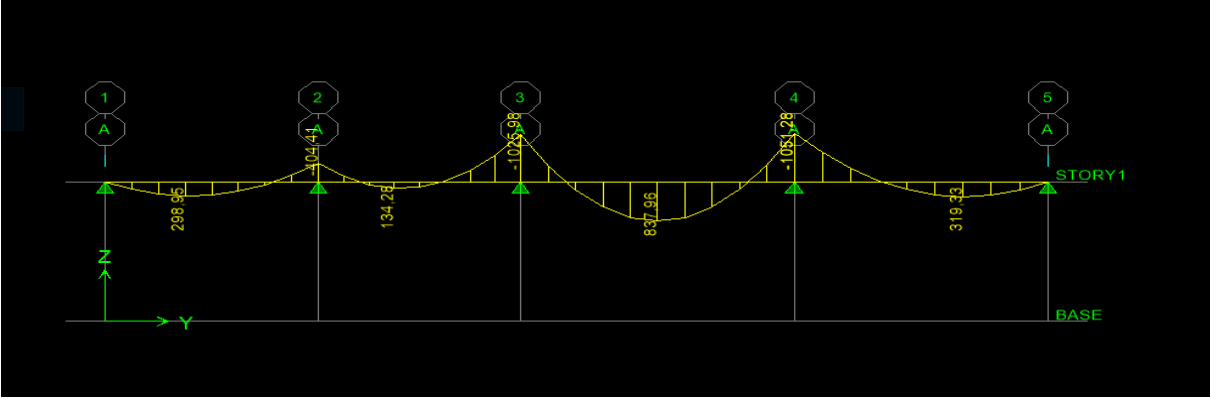 1 2 3 4 5
A A A A A
-404,41 -1025,98 -1051,28
STORY1
298,95 134,28 837,96 319,33
Z
Y
BASE